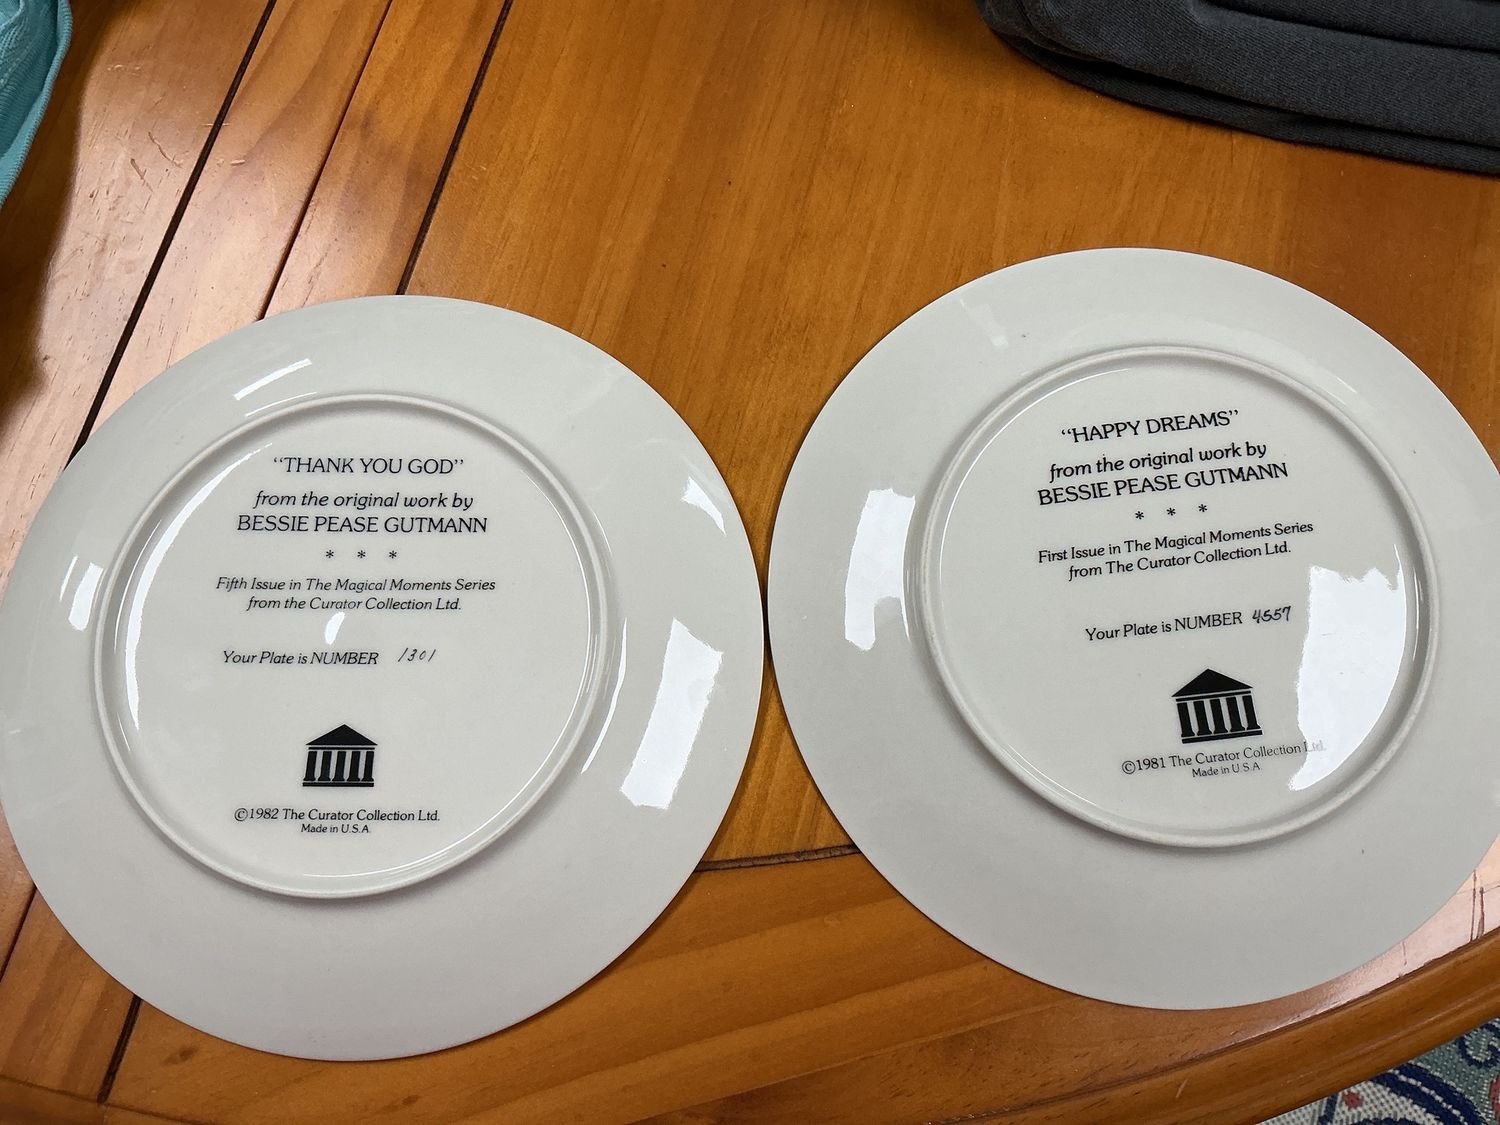 “THANK YOU GOD”
from the original work by
BESSIE PEASE GUTMANN
* * *
Fifth Issue in The Magical Moments Series
from the Curator Collection Ltd.
Your Plate is NUMBER 1301
©1982 The Curator Collection Ltd.
Made in U.S.A.
“HAPPY DREAMS”
from the original work by
BESSIE PEASE GUTMANN
* * *
First Issue in The Magical Moments Series
from The Curator Collection Ltd.
Your Plate is NUMBER 4557
©1981 The Curator Collection Ltd.
Made in U.S.A.